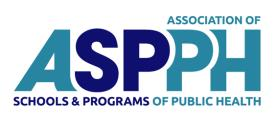 ASSOCIATION OF
ASPPH
SCHOOLS & PROGRAMS OF PUBLIC HEALTH